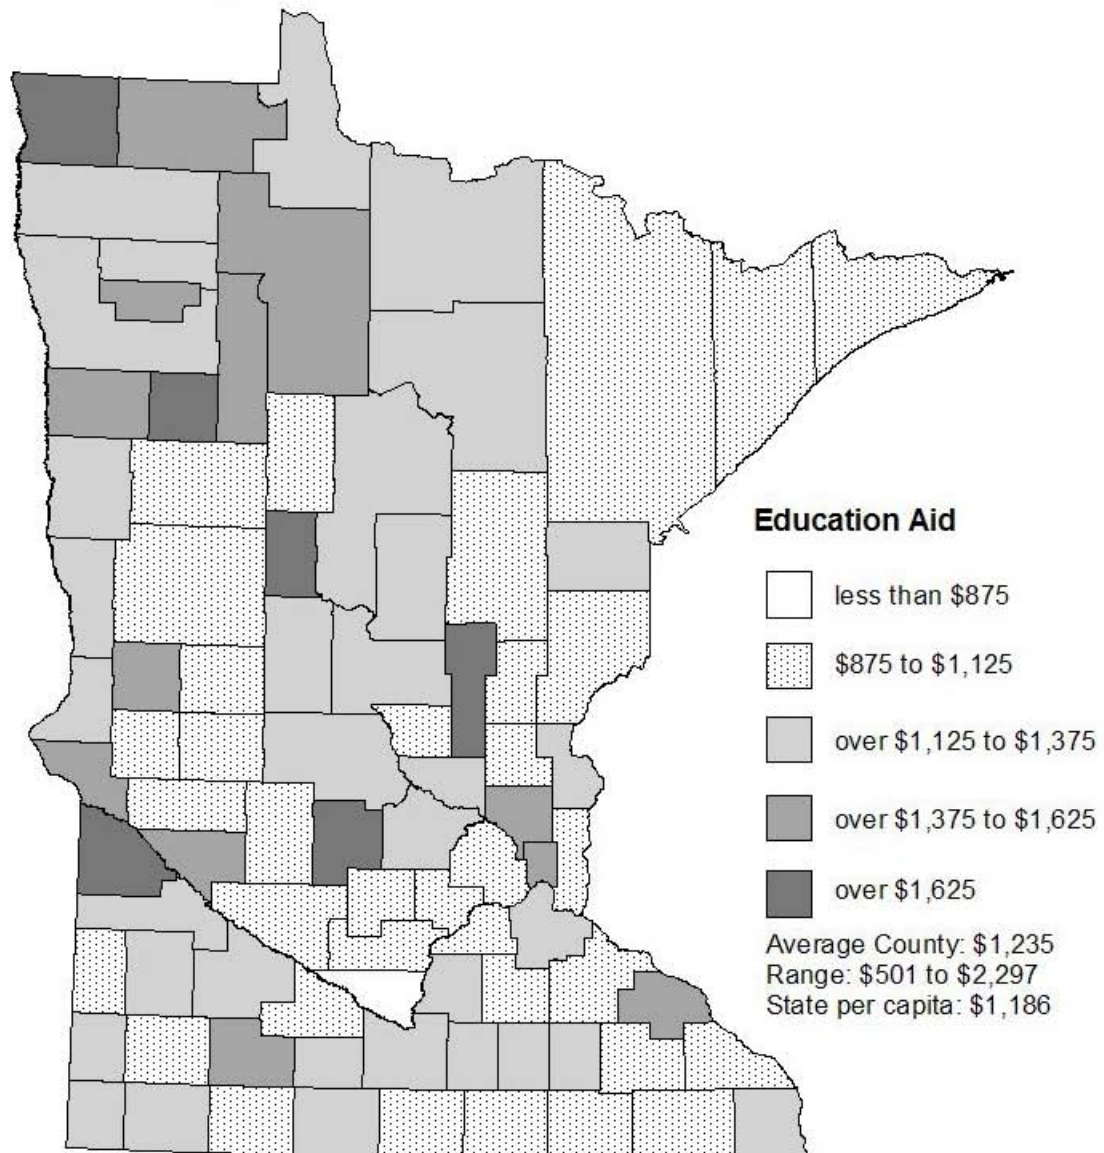 Education Aid
less than $875
$875 to $1,125
over $1,125 to $1,375
over $1,375 to $1,625
over $1,625
Average County: $1,235
Range: $501 to $2,297
State per capita: $1,186